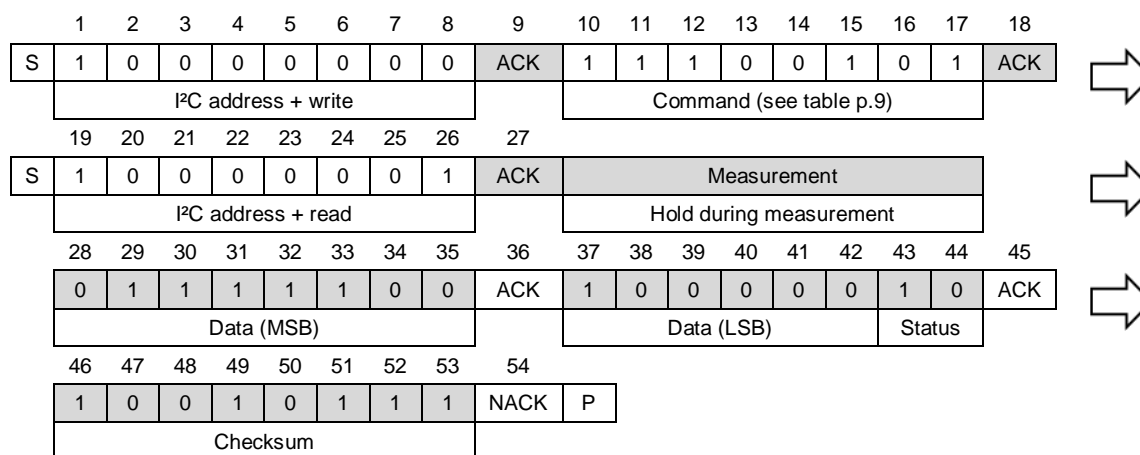 1 2 3 4 5 6 7 8 9 10 11 12 13 14 15 16 17 18
S 1 0 0 0 0 0 0 0 ACK 1 1 1 0 0 1 0 1 ACK
I²C address + write Command (see table p.9)
19 20 21 22 23 24 25 26 27
S 1 0 0 0 0 0 0 1 ACK Measurement
I²C address + read Hold during measurement
28 29 30 31 32 33 34 35 36 37 38 39 40 41 42 43 44 45
0 1 1 1 1 1 0 0 ACK 1 0 0 0 0 0 1 0 ACK
Data (MSB) Data (LSB) Status
46 47 48 49 50 51 52 53 54
1 0 0 1 0 1 1 1 NACK P
Checksum